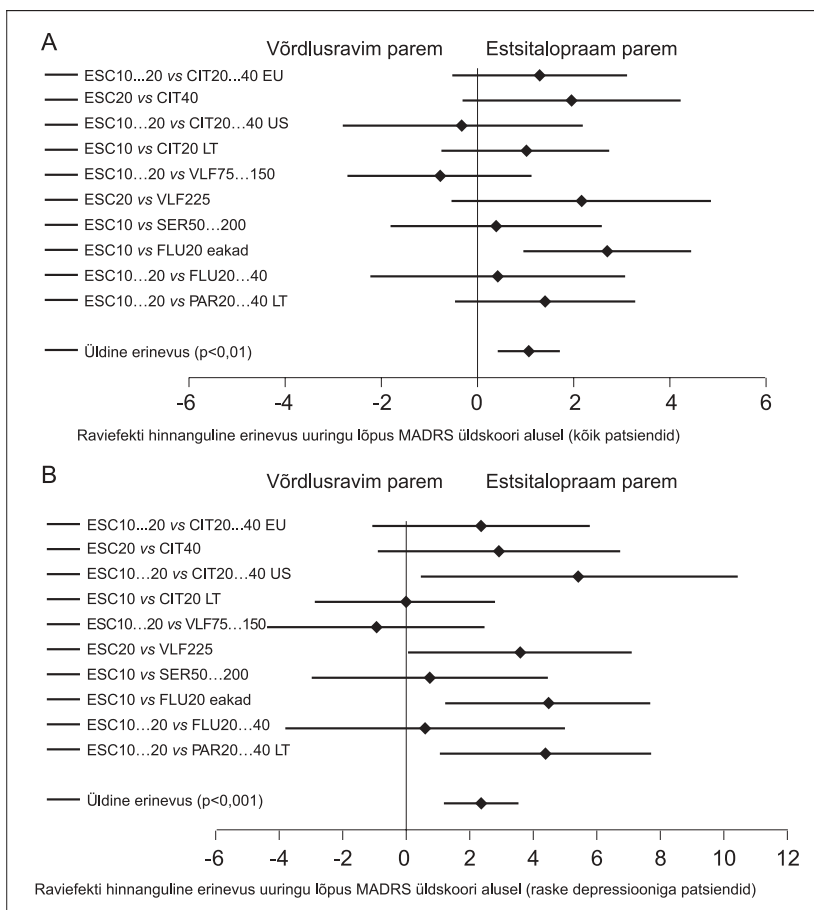 A
Võrdlusravim parem Estsitalopraam parem
ESC10...20 vs CIT20...40 EU
ESC20 vs CIT40
ESC10…20 vs CIT20…40 US
ESC10 vs CIT20 LT
ESC10…20 vs VLF75…150
ESC20 vs VLF225
ESC10 vs SER50…200
ESC10 vs FLU20 eakad
ESC10…20 vs FLU20…40
ESC10…20 vs PAR20…40 LT
Üldine erinevus (p<0,01)
-6 -4 -2 0 2 4 6
Raviefekti hinnanguline erinevus uuringu lõpus MADRS üldskoori alusel (kõik patsiendid)
B
Võrdlusravim parem Estsitalopraam parem
ESC10...20 vs CIT20...40 EU
ESC20 vs CIT40
ESC10…20 vs CIT20…40 US
ESC10 vs CIT20 LT
ESC10…20 vs VLF75…150
ESC20 vs VLF225
ESC10 vs SER50…200
ESC10 vs FLU20 eakad
ESC10…20 vs FLU20…40
ESC10…20 vs PAR20…40 LT
Üldine erinevus (p<0,001)
-6 -4 -2 0 2 4 6 8 10 12
Raviefekti hinnanguline erinevus uuringu lõpus MADRS üldskoori alusel (raske depressiooniga patsiendid)